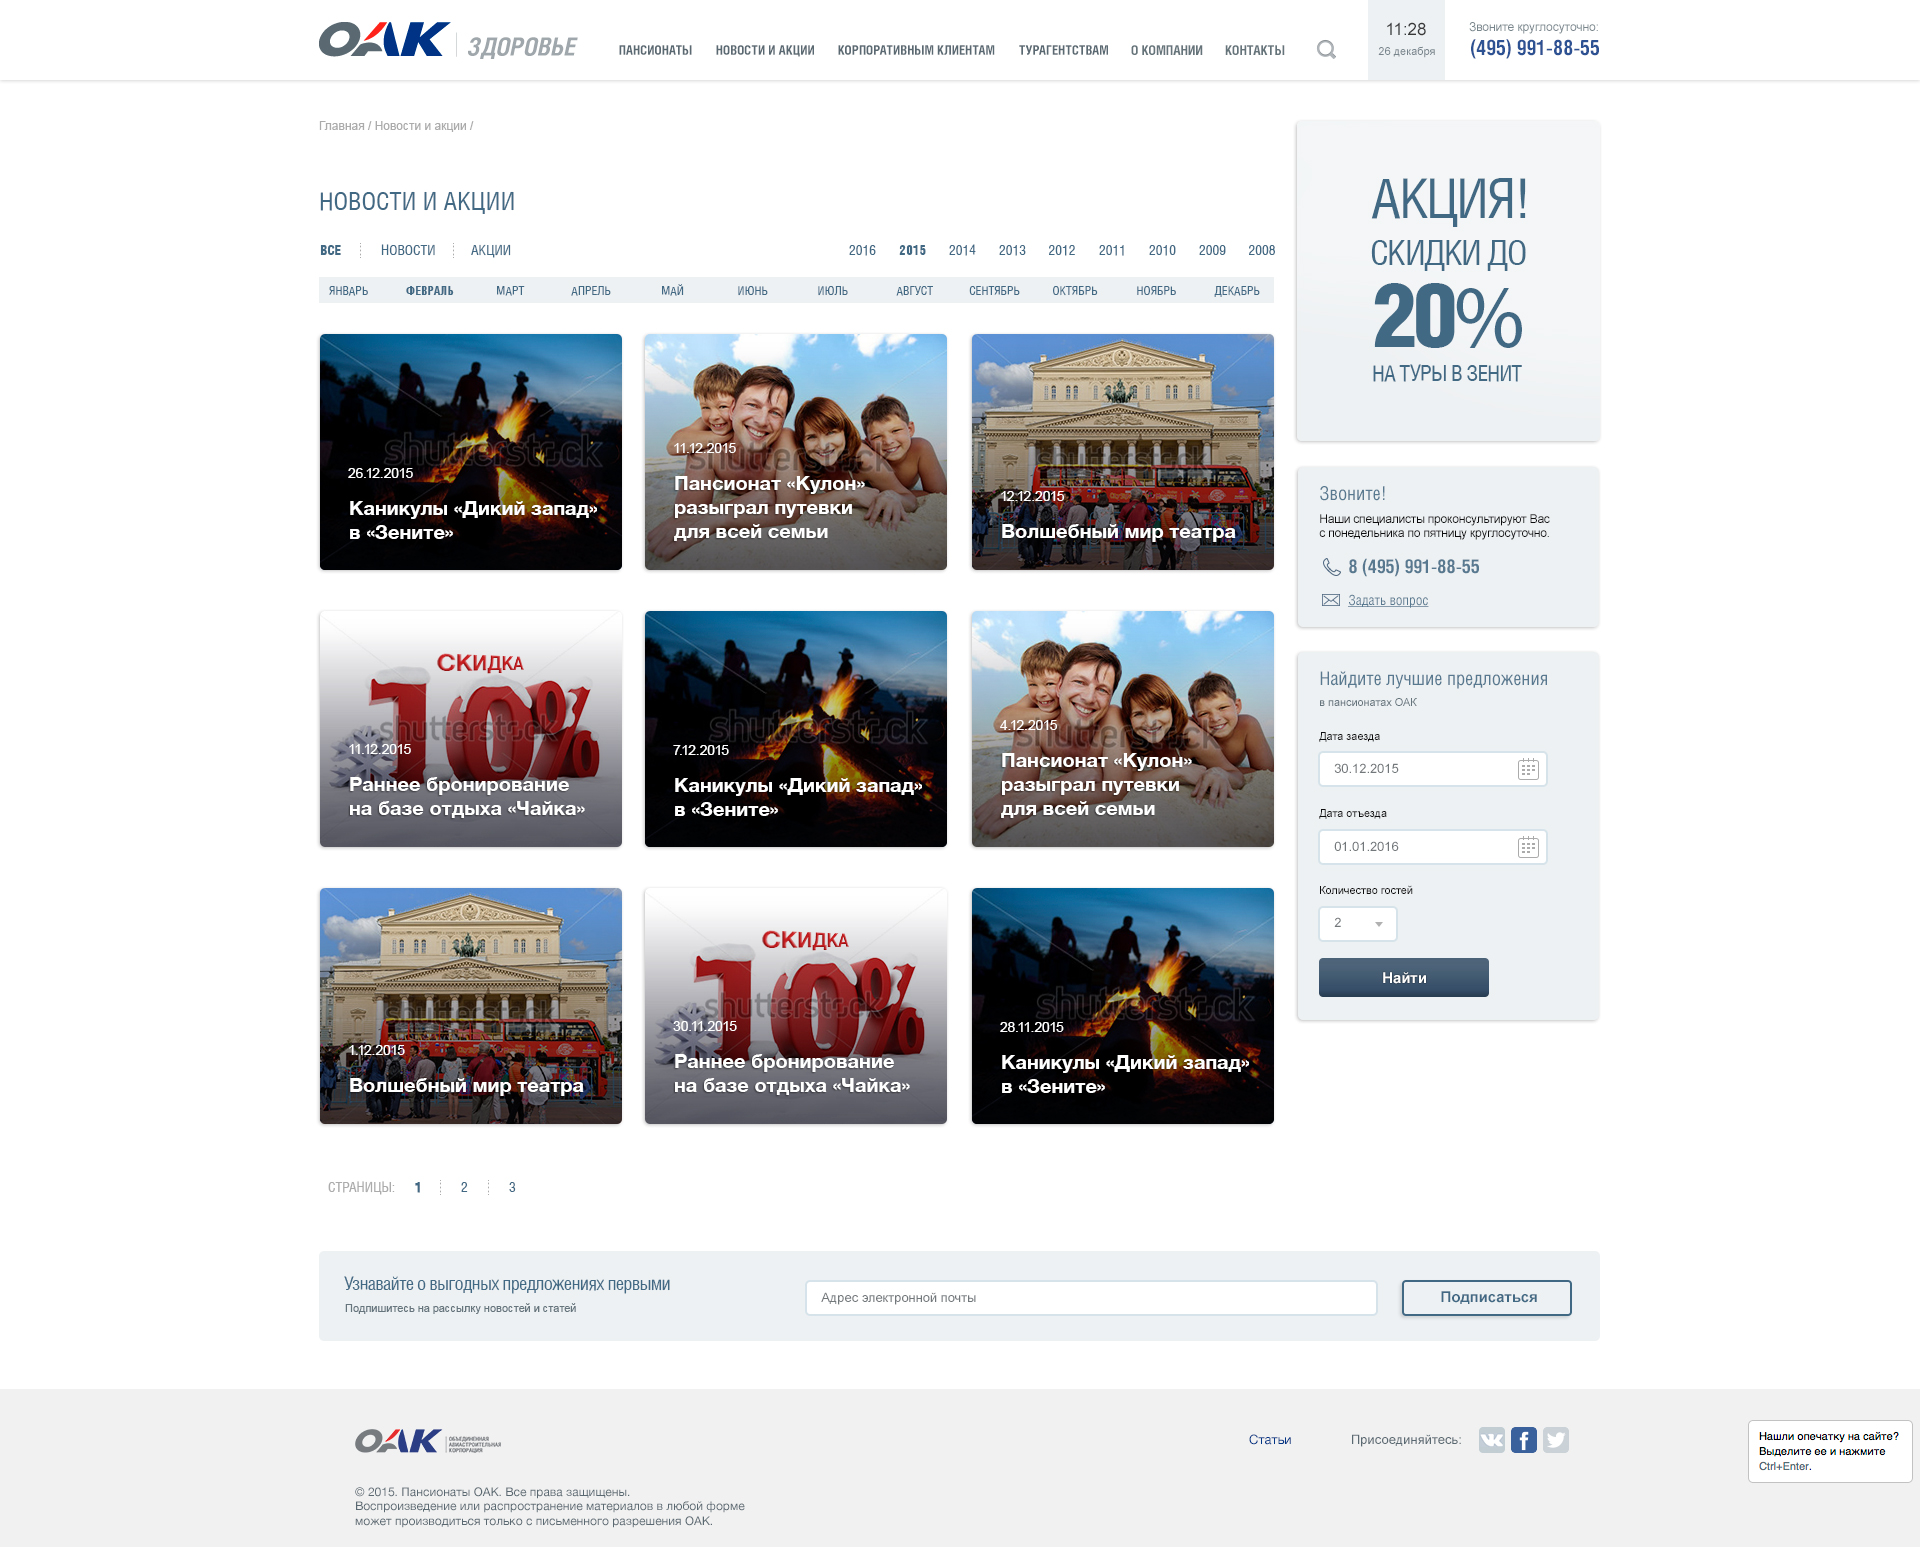 ОАК ЗДОРОВЬЕ
ПАНСИОНАТЫ НОВОСТИ И АКЦИИ КОРПОРАТИВНЫМ КЛИЕНТАМ ТУРАГЕНТСТВАМ О КОМПАНИИ КОНТАКТЫ
11:28
26 декабря
Звоните круглосуточно:
(495) 991-88-55
Главная / Новости и акции /
НОВОСТИ И АКЦИИ
ВСЕ НОВОСТИ АКЦИИ
2016 2015 2014 2013 2012 2011 2010 2009 2008
ЯНВАРЬ ФЕВРАЛЬ МАРТ АПРЕЛЬ МАЙ ИЮНЬ ИЮЛЬ АВГУСТ СЕНТЯБРЬ ОКТЯБРЬ НОЯБРЬ ДЕКАБРЬ
shutterstock
26.12.2015
Каникулы «Дикий запад»
в «Зените»
shutterstock
11.12.2015
Пансионат «Кулон»
разыграл путевки
для всей семьи
shutterstock
12.12.2015
Волшебный мир театра
СКИДКА
10%
shutterstock
11.12.2015
Раннее бронирование
на базе отдыха «Чайка»
shutterstock
7.12.2015
Каникулы «Дикий запад»
в «Зените»
shutterstock
4.12.2015
Пансионат «Кулон»
разыграл путевки
для всей семьи
shutterstock
1.12.2015
Волшебный мир театра
СКИДКА
10%
shutterstock
30.11.2015
Раннее бронирование
на базе отдыха «Чайка»
shutterstock
28.11.2015
Каникулы «Дикий запад»
в «Зените»
СТРАНИЦЫ: 1 2 3
АКЦИЯ!
СКИДКИ ДО
20%
НА ТУРЫ В ЗЕНИТ
Звоните!
Наши специалисты проконсультируют Вас
с понедельника по пятницу круглосуточно.
8 (495) 991-88-55
Задать вопрос
Найдите лучшие предложения
в пансионатах ОАК
Дата заезда
30.12.2015
Дата отъезда
01.01.2016
Количество гостей
2
Найти
Узнавайте о выгодных предложениях первыми
Подпишитесь на рассылку новостей и статей
Адрес электронной почты
Подписаться
ОАК ОБЪЕДИНЕННАЯ
АВИАСТРОИТЕЛЬНАЯ
КОРПОРАЦИЯ
Статьи
Присоединяйтесь:
Нашли опечатку на сайте?
Выделите ее и нажмите
Ctrl+Enter.
© 2015. Пансионаты ОАК. Все права защищены.
Воспроизведение или распространение материалов в любой форме
может производиться только с письменного разрешения ОАК.